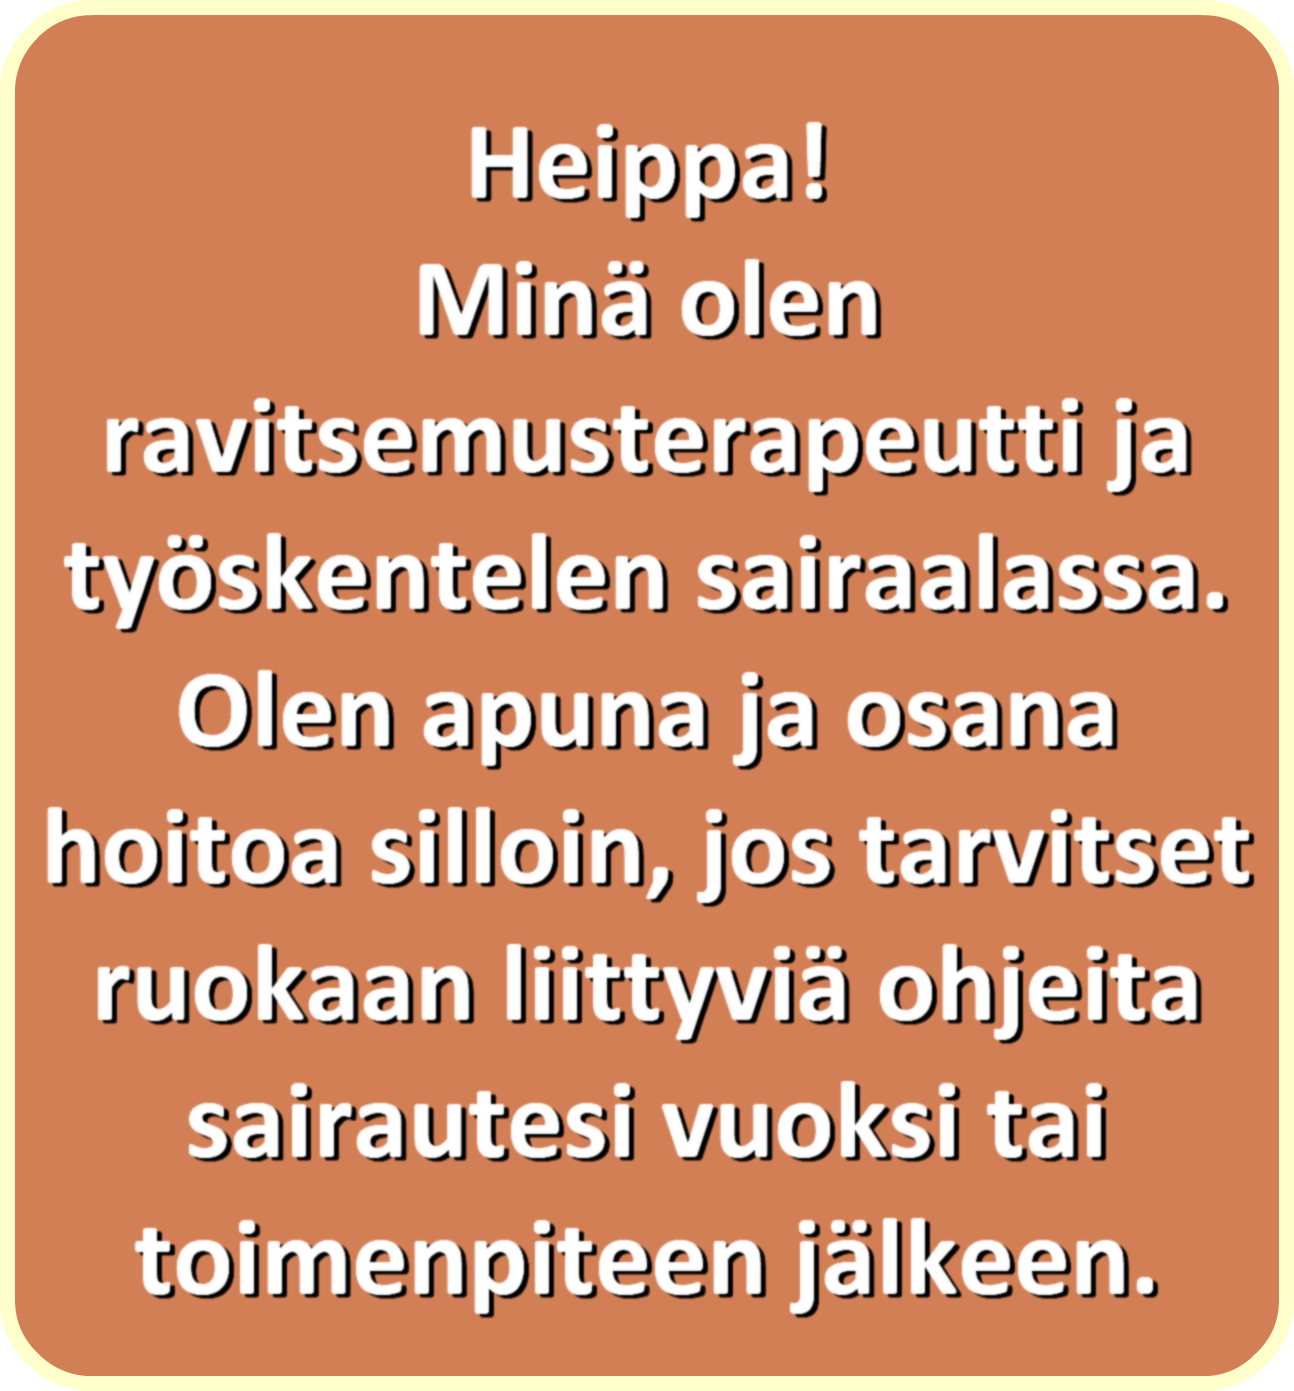 Heippa!
Minä olen
ravitsemusterapeutti ja
työskentelen sairaalassa.
Olen apuna ja osana
hoitoa silloin, jos tarvitset
ruokaan liittyviä ohjeita
sairautesi vuoksi tai
toimenpiteen jälkeen.